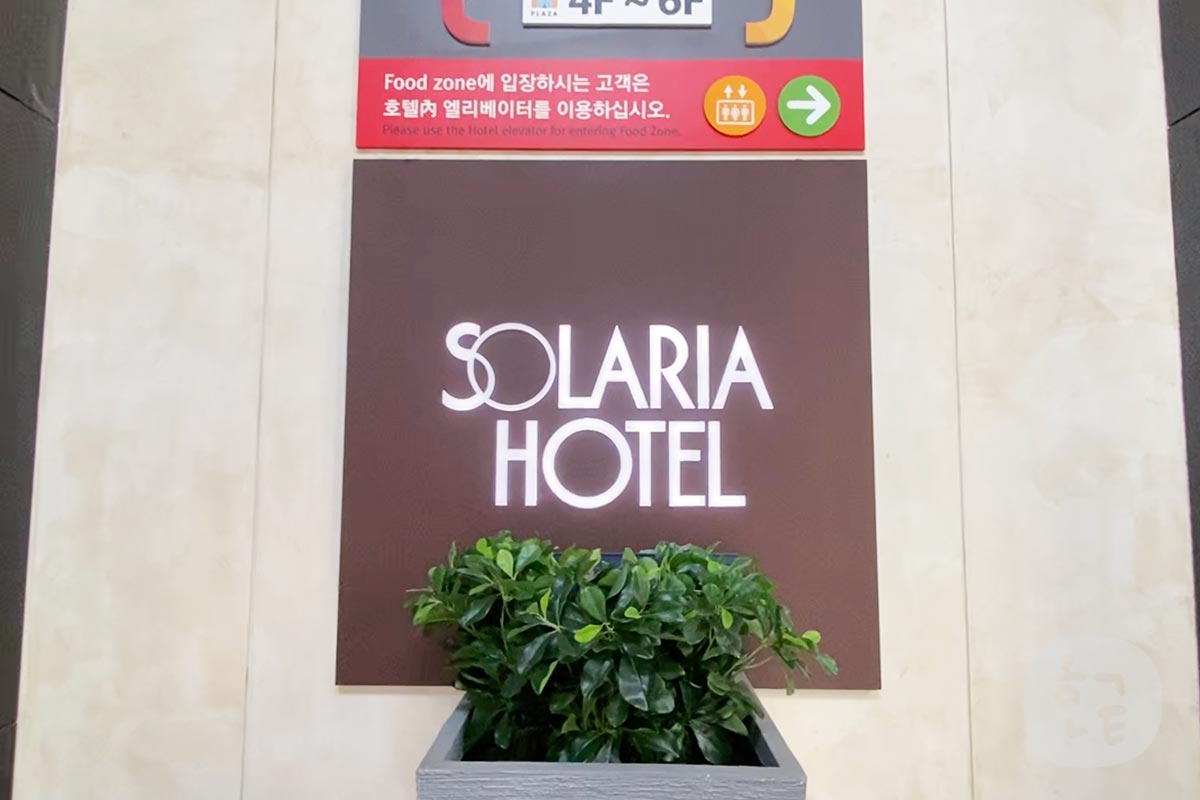 PLAZA
4F ~ 6F
Food zone에 입장하시는 고객은
호텔內 엘리베이터를 이용하십시오.
Please use the Hotel elevator for entering Food Zone.
SOLARIA
HOTEL